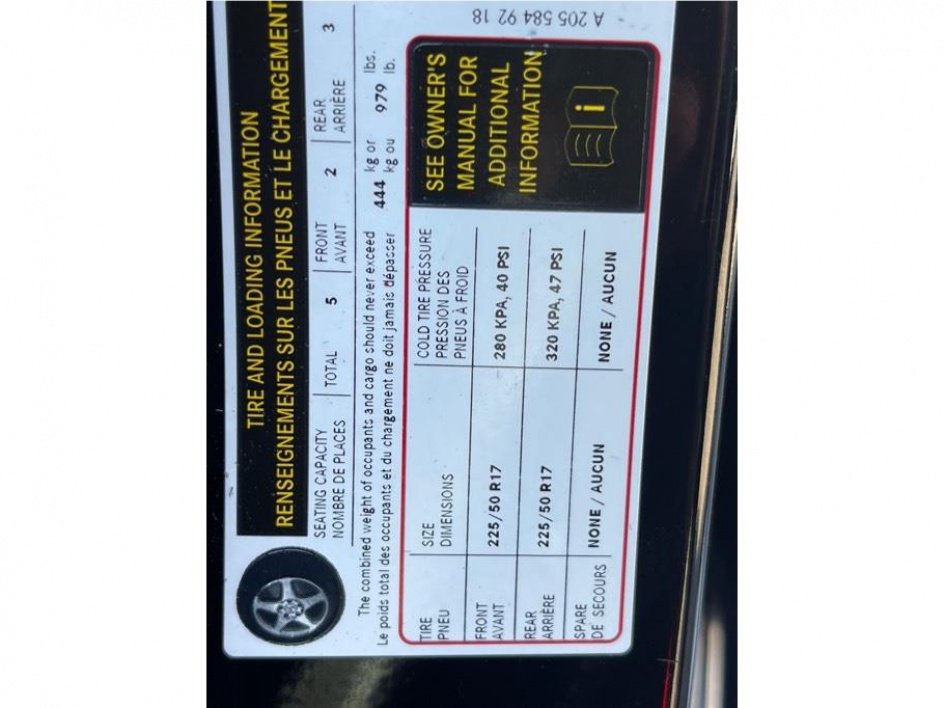 TIRE AND LOADING INFORMATION
RENSEIGNEMENTS SUR LES PNEUS ET LE CHARGEMENT
SEATING CAPACITY TOTAL 5 FRONT 2 REAR 3
NOMBRE DE PLACES AVANT ARRIÈRE
The combined weight of occupants and cargo should never exceed 444 kg or 979 lbs.
Le poids total des occupants et du chargement ne doit jamais dépasser kg ou lb.
TIRE SIZE COLD TIRE PRESSURE
PNEU DIMENSIONS PRESSION DES
PNEUS À FROID
FRONT 225/50 R17 280 KPA, 40 PSI
AVANT
REAR 225/50 R17 320 KPA, 47 PSI
ARRIÈRE
SPARE NONE / AUCUN NONE / AUCUN
DE SECOURS
SEE OWNER'S
MANUAL FOR
ADDITIONAL
INFORMATION
i
A 205 584 92 18